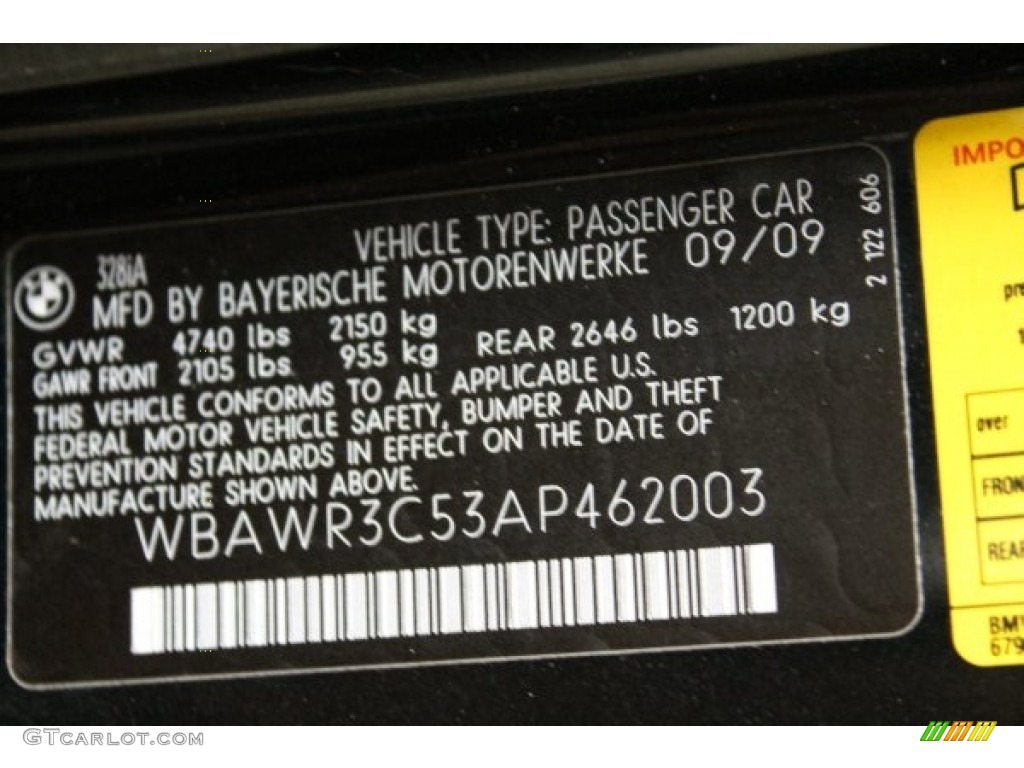 328iA
VEHICLE TYPE: PASSENGER CAR
MFD BY BAYERISCHE MOTORENWERKE 09/09
GVWR 4740 lbs 2150 kg
GAWR FRONT 2105 lbs 955 kg REAR 2646 lbs 1200 kg
THIS VEHICLE CONFORMS TO ALL APPLICABLE U.S.
FEDERAL MOTOR VEHICLE SAFETY, BUMPER AND THEFT
PREVENTION STANDARDS IN EFFECT ON THE DATE OF
MANUFACTURE SHOWN ABOVE.
WBAWR3C53AP462003
2 122 606
over
REAR
GTCarlot.com